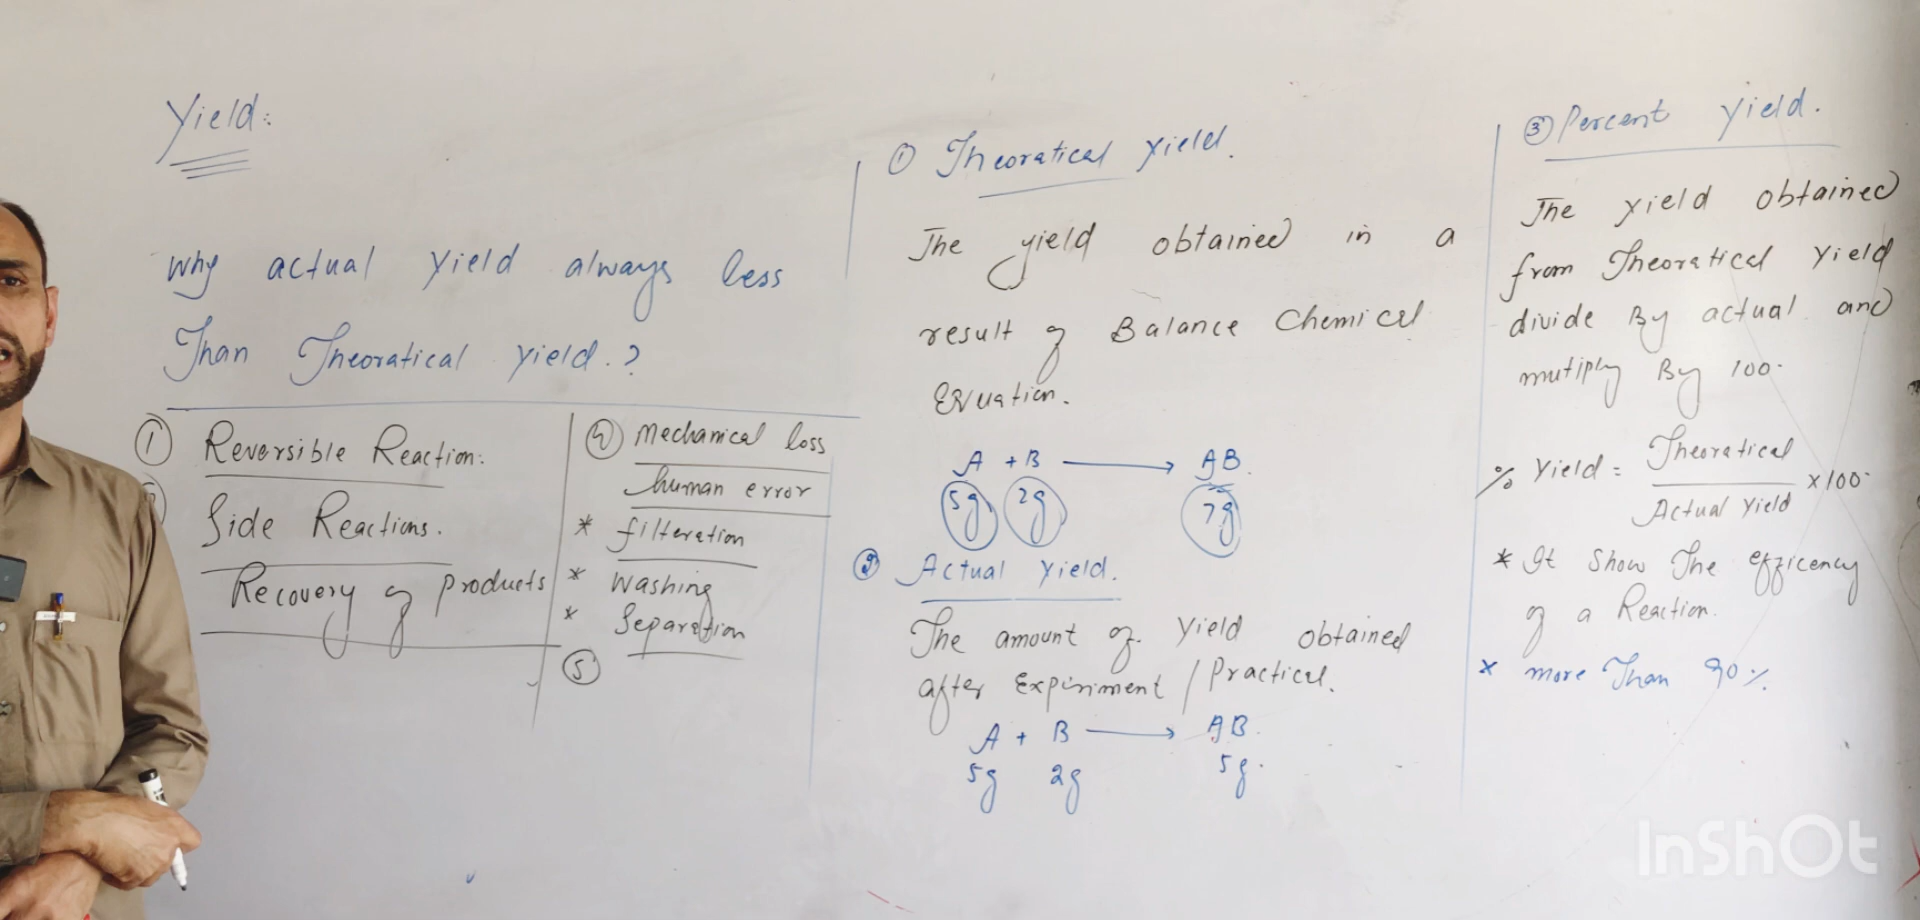 Yield:
Why actual Yield always less
Than Theoratical Yield.?
① Reversible Reaction:
Side Reactions.
Recovery of products
④ Mechanical loss
human error
* filteration
* Washing
* Separation
⑤
① Theoratical Yield.
The yield obtained in a
result of Balance Chemical
Equation.
A + B → AB.
5g 2g 7g
② Actual Yield.
The amount of Yield obtained
after Expiriment / Practical.
A + B → AB.
5g 2g 5g.
③ Percent Yield.
The yield obtained
from Theoratical Yield
divide By actual and
mutiply By 100.
% Yield = Theoratical / Actual Yield ×100
* It Show The efficency
of a Reaction.
* more Than 90%.
InShOt